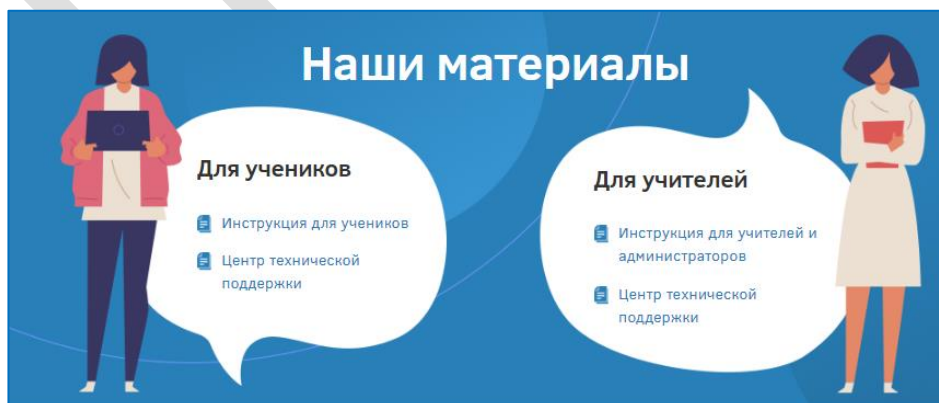 Наши материалы
Для учеников
Инструкция для учеников
Центр технической
поддержки
Для учителей
Инструкция для учителей и
администраторов
Центр технической
поддержки